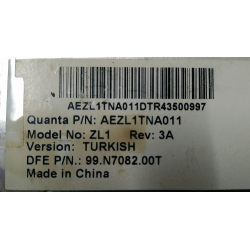 AEZL1TNA011DTR43500997
Quanta P/N: AEZL1TNA011
Model No: ZL1 Rev: 3A
Version: TURKISH
DFE P/N.: 99.N7082.00T
Made in China